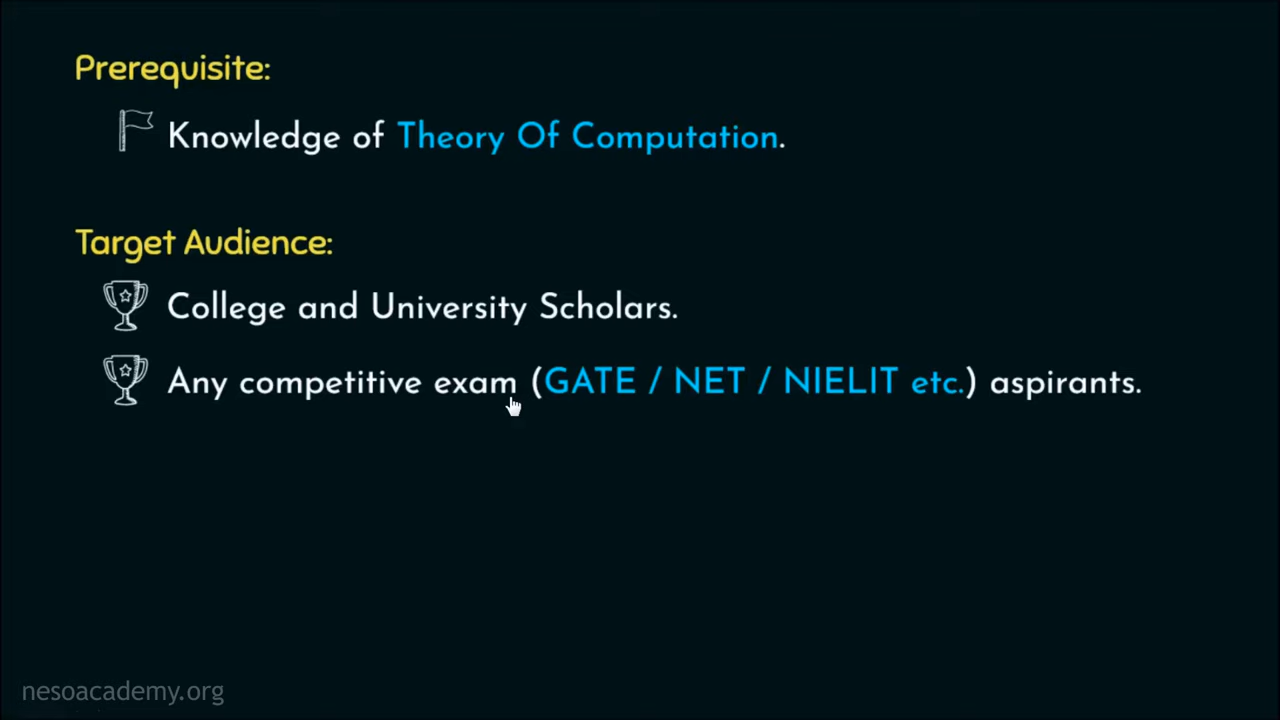 Prerequisite:
Knowledge of Theory Of Computation.
Target Audience:
College and University Scholars.
Any competitive exam (GATE / NET / NIELIT etc.) aspirants.
nesoacademy.org